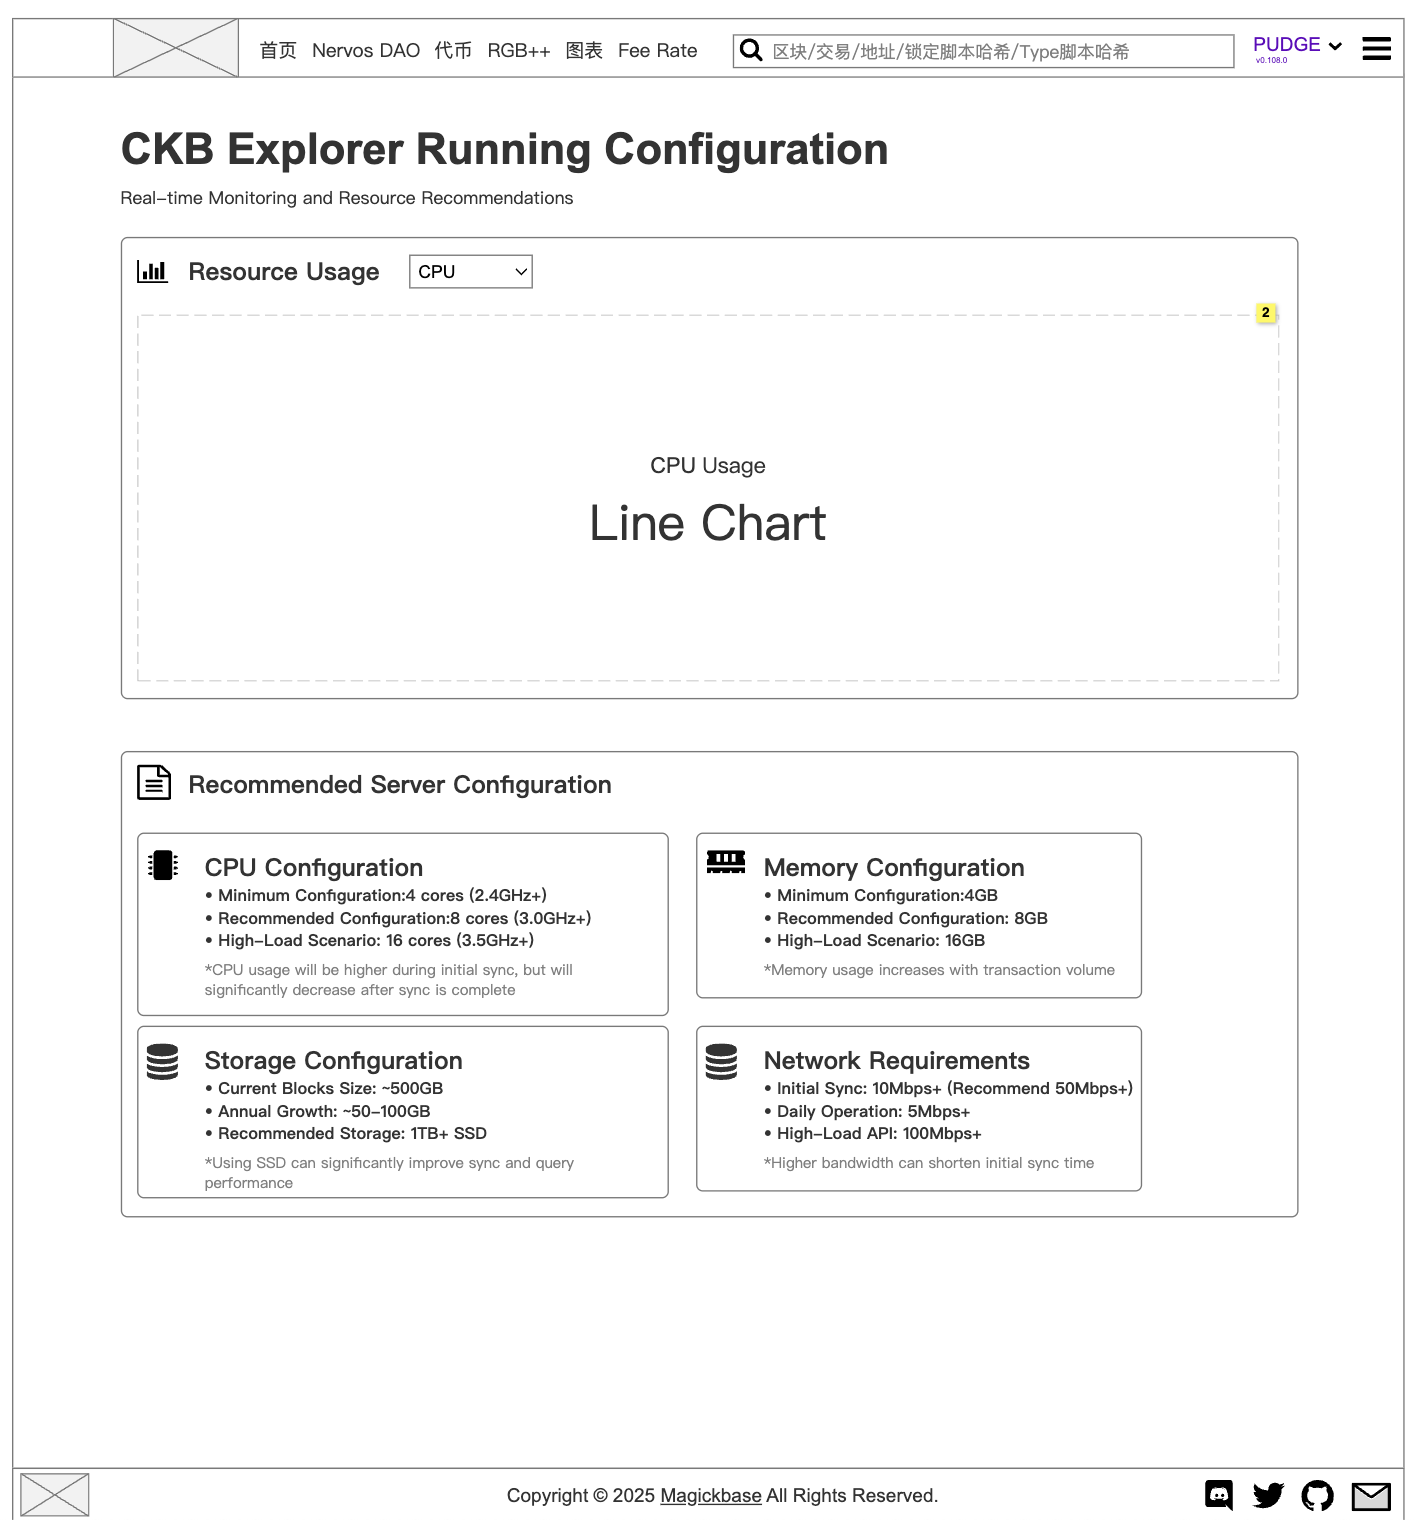 首页 Nervos DAO 代币 RGB++ 图表 Fee Rate 区块/交易/地址/锁定脚本哈希/Type脚本哈希 PUDGE
v0.108.0
CKB Explorer Running Configuration
Real-time Monitoring and Resource Recommendations
Resource Usage CPU
2
CPU Usage
Line Chart
Recommended Server Configuration
CPU Configuration
• Minimum Configuration:4 cores (2.4GHz+)
• Recommended Configuration:8 cores (3.0GHz+)
• High-Load Scenario: 16 cores (3.5GHz+)
*CPU usage will be higher during initial sync, but will
significantly decrease after sync is complete
Memory Configuration
• Minimum Configuration:4GB
• Recommended Configuration: 8GB
• High-Load Scenario: 16GB
*Memory usage increases with transaction volume
Storage Configuration
• Current Blocks Size: ~500GB
• Annual Growth: ~50-100GB
• Recommended Storage: 1TB+ SSD
*Using SSD can significantly improve sync and query
performance
Network Requirements
• Initial Sync: 10Mbps+ (Recommend 50Mbps+)
• Daily Operation: 5Mbps+
• High-Load API: 100Mbps+
*Higher bandwidth can shorten initial sync time
Copyright © 2025 Magickbase All Rights Reserved.